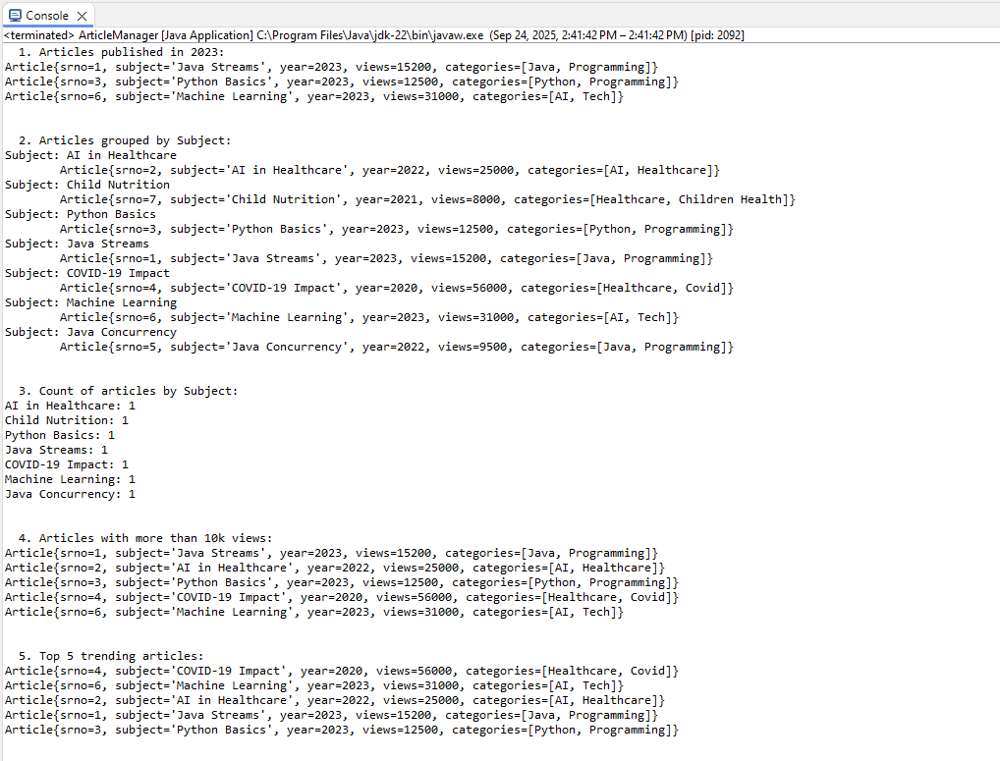 Console
<terminated> ArticleManager [Java Application] C:\Program Files\Java\jdk-22\bin\javaw.exe (Sep 24, 2025, 2:41:42 PM – 2:41:42 PM) [pid: 2092]
1. Articles published in 2023:
Article{srno=1, subject='Java Streams', year=2023, views=15200, categories=[Java, Programming]}
Article{srno=3, subject='Python Basics', year=2023, views=12500, categories=[Python, Programming]}
Article{srno=6, subject='Machine Learning', year=2023, views=31000, categories=[AI, Tech]}
2. Articles grouped by Subject:
Subject: AI in Healthcare
Article{srno=2, subject='AI in Healthcare', year=2022, views=25000, categories=[AI, Healthcare]}
Subject: Child Nutrition
Article{srno=7, subject='Child Nutrition', year=2021, views=8000, categories=[Healthcare, Children Health]}
Subject: Python Basics
Article{srno=3, subject='Python Basics', year=2023, views=12500, categories=[Python, Programming]}
Subject: Java Streams
Article{srno=1, subject='Java Streams', year=2023, views=15200, categories=[Java, Programming]}
Subject: COVID-19 Impact
Article{srno=4, subject='COVID-19 Impact', year=2020, views=56000, categories=[Healthcare, Covid]}
Subject: Machine Learning
Article{srno=6, subject='Machine Learning', year=2023, views=31000, categories=[AI, Tech]}
Subject: Java Concurrency
Article{srno=5, subject='Java Concurrency', year=2022, views=9500, categories=[Java, Programming]}
3. Count of articles by Subject:
AI in Healthcare: 1
Child Nutrition: 1
Python Basics: 1
Java Streams: 1
COVID-19 Impact: 1
Machine Learning: 1
Java Concurrency: 1
4. Articles with more than 10k views:
Article{srno=1, subject='Java Streams', year=2023, views=15200, categories=[Java, Programming]}
Article{srno=2, subject='AI in Healthcare', year=2022, views=25000, categories=[AI, Healthcare]}
Article{srno=3, subject='Python Basics', year=2023, views=12500, categories=[Python, Programming]}
Article{srno=4, subject='COVID-19 Impact', year=2020, views=56000, categories=[Healthcare, Covid]}
Article{srno=6, subject='Machine Learning', year=2023, views=31000, categories=[AI, Tech]}
5. Top 5 trending articles:
Article{srno=4, subject='COVID-19 Impact', year=2020, views=56000, categories=[Healthcare, Covid]}
Article{srno=6, subject='Machine Learning', year=2023, views=31000, categories=[AI, Tech]}
Article{srno=2, subject='AI in Healthcare', year=2022, views=25000, categories=[AI, Healthcare]}
Article{srno=1, subject='Java Streams', year=2023, views=15200, categories=[Java, Programming]}
Article{srno=3, subject='Python Basics', year=2023, views=12500, categories=[Python, Programming]}